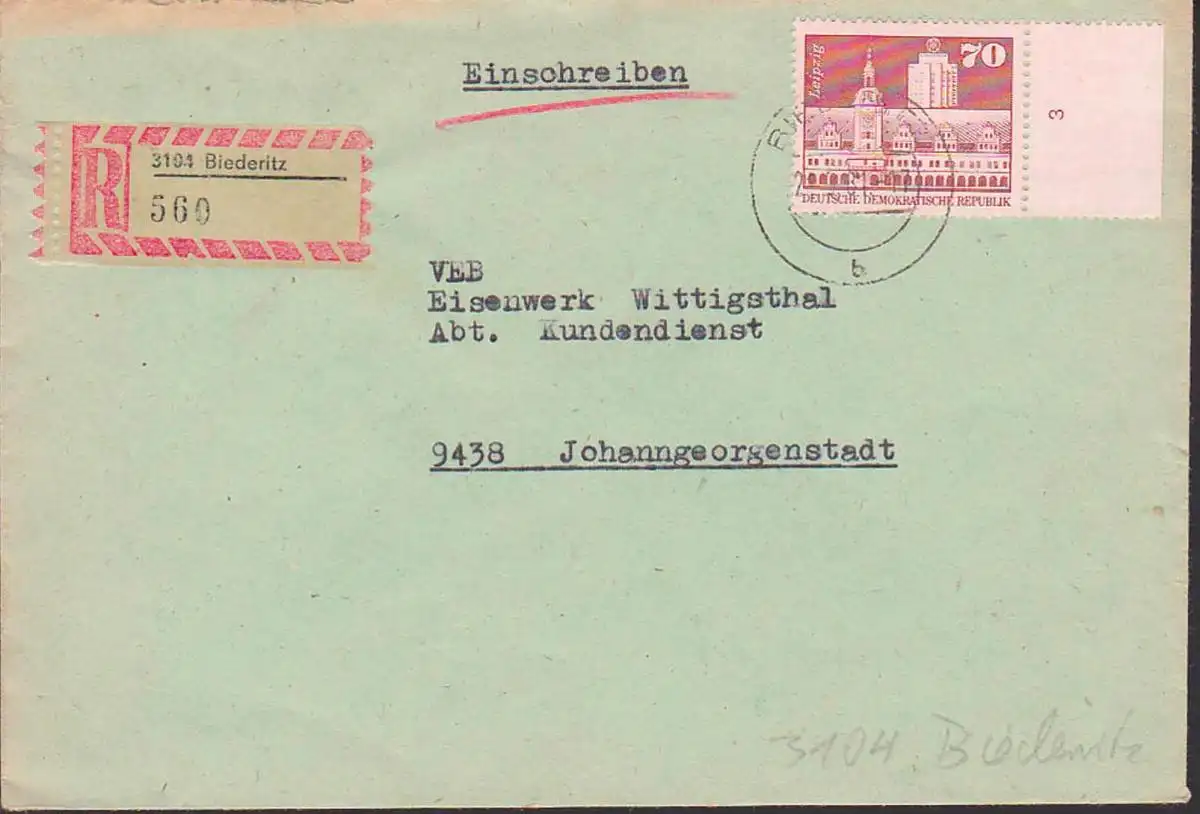 Einschreiben
Leipzig
70
3
DEUTSCHE DEMOKRATISCHE REPUBLIK
b
R
3104 Biederitz
560
VEB
Eisenwerk Wittigsthal
Abt. Kundendienst
9438 Johanngeorgenstadt
3104 Biederitz